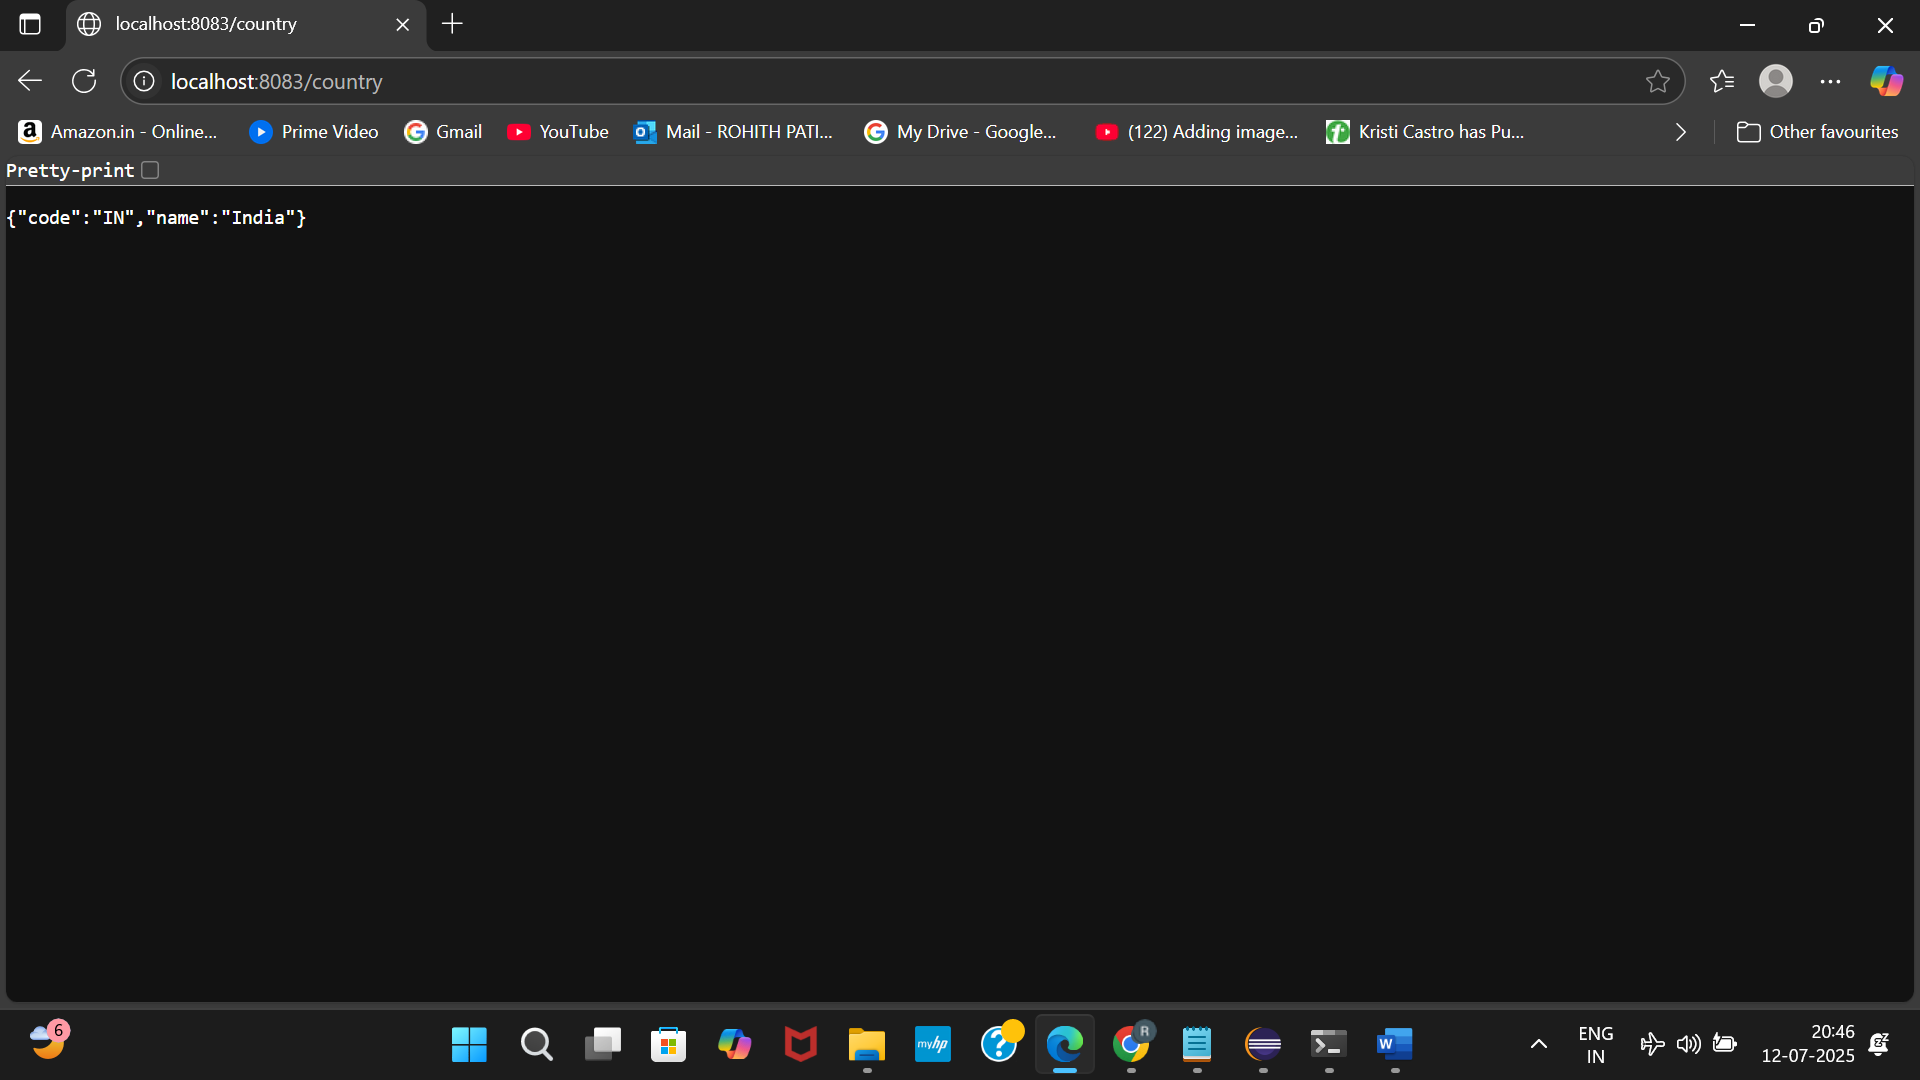 localhost:8083/country
localhost:8083/country
Amazon.in - Online... Prime Video Gmail YouTube Mail - ROHITH PATI... My Drive - Google... (122) Adding image... Kristi Castro has Pu... Other favourites
Pretty-print
{"code":"IN","name":"India"}
6
myhp
R
W
ENG
IN
20:46
12-07-2025